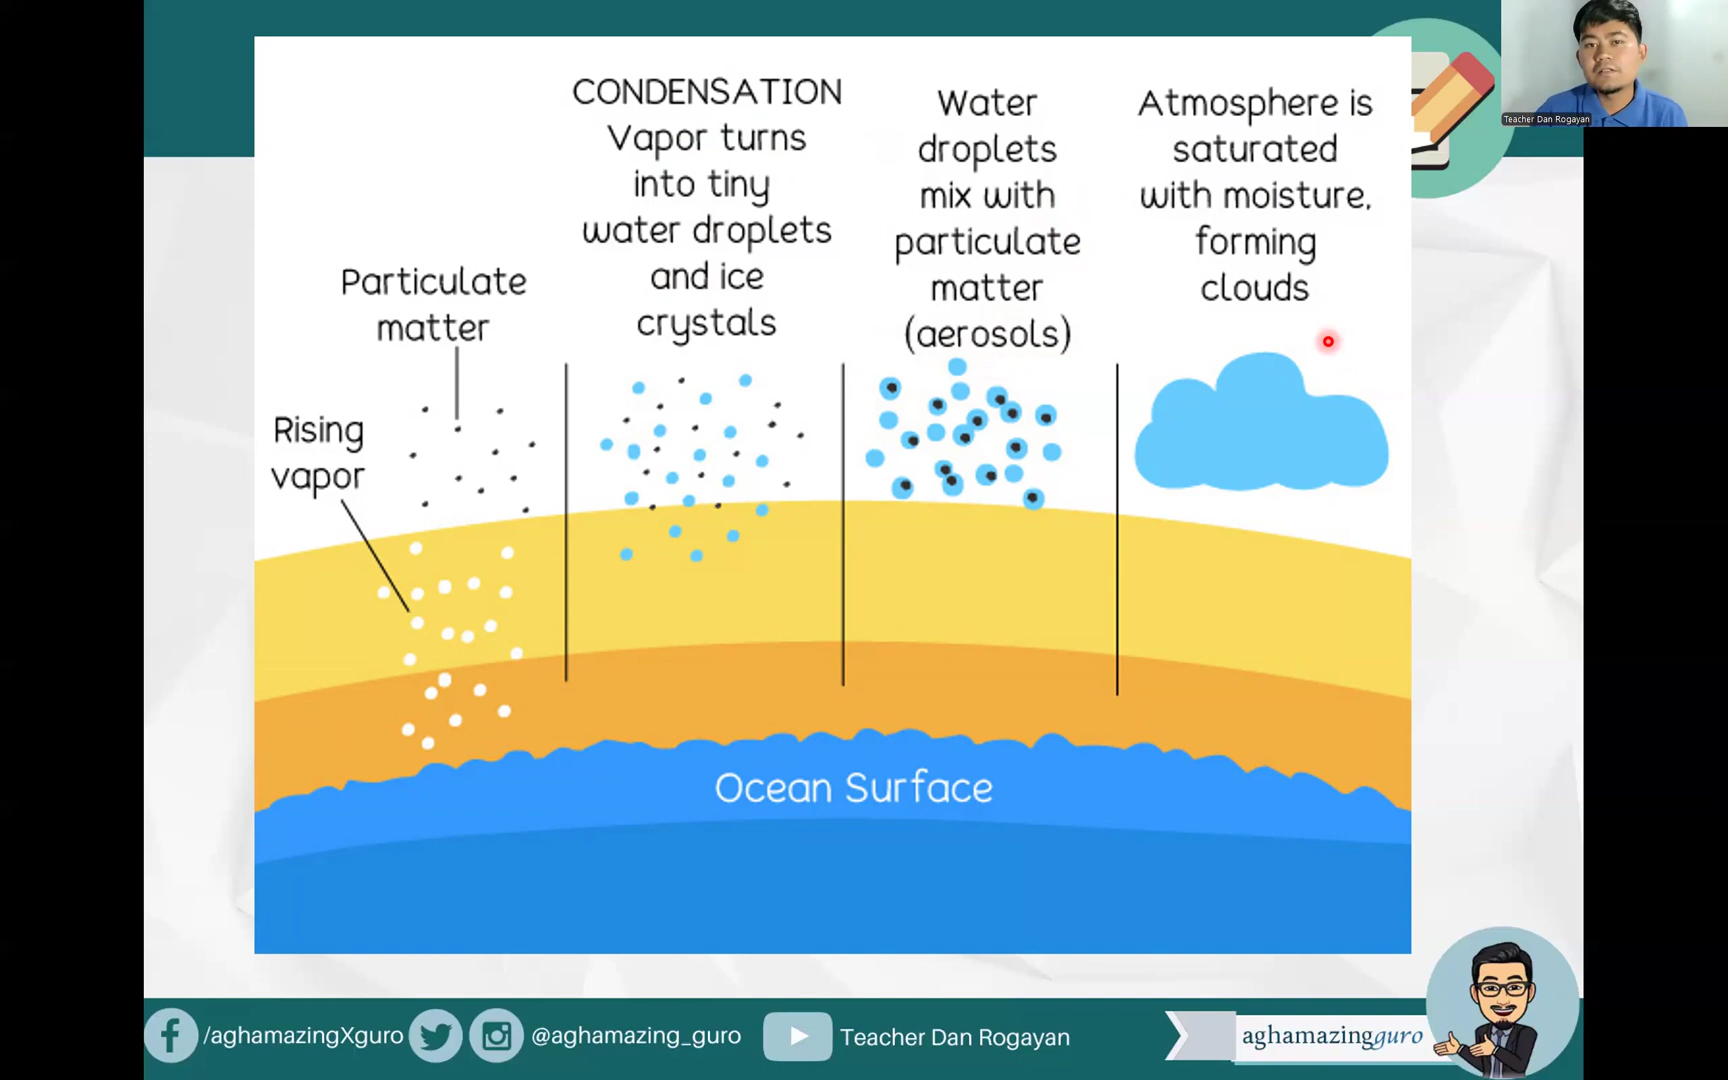 Teacher Dan Rogayan
Particulate
matter
Rising
vapor
CONDENSATION
Vapor turns
into tiny
water droplets
and ice
crystals
Water
droplets
mix with
particulate
matter
(aerosols)
Atmosphere is
saturated
with moisture,
forming
clouds
Ocean Surface
/aghamazingXguro
@aghamazing_guro
Teacher Dan Rogayan
aghamazingguro